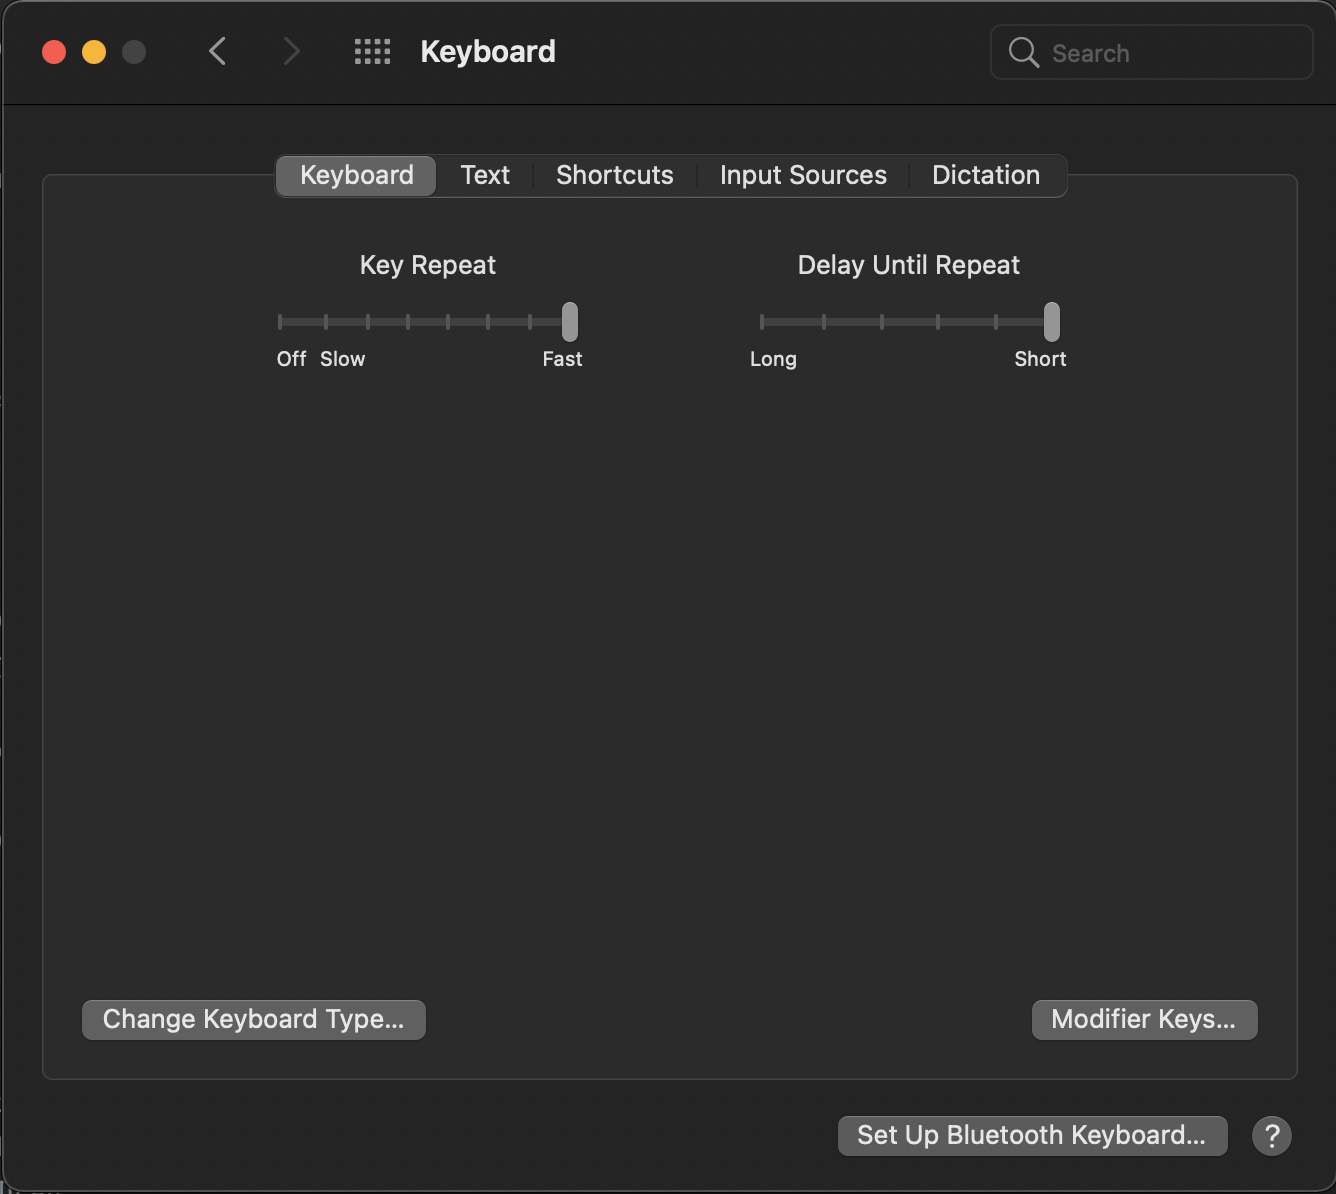 Keyboard
Search
Keyboard Text Shortcuts Input Sources Dictation
Key Repeat
Delay Until Repeat
Off Slow Fast
Long Short
Change Keyboard Type...
Modifier Keys...
Set Up Bluetooth Keyboard...
?